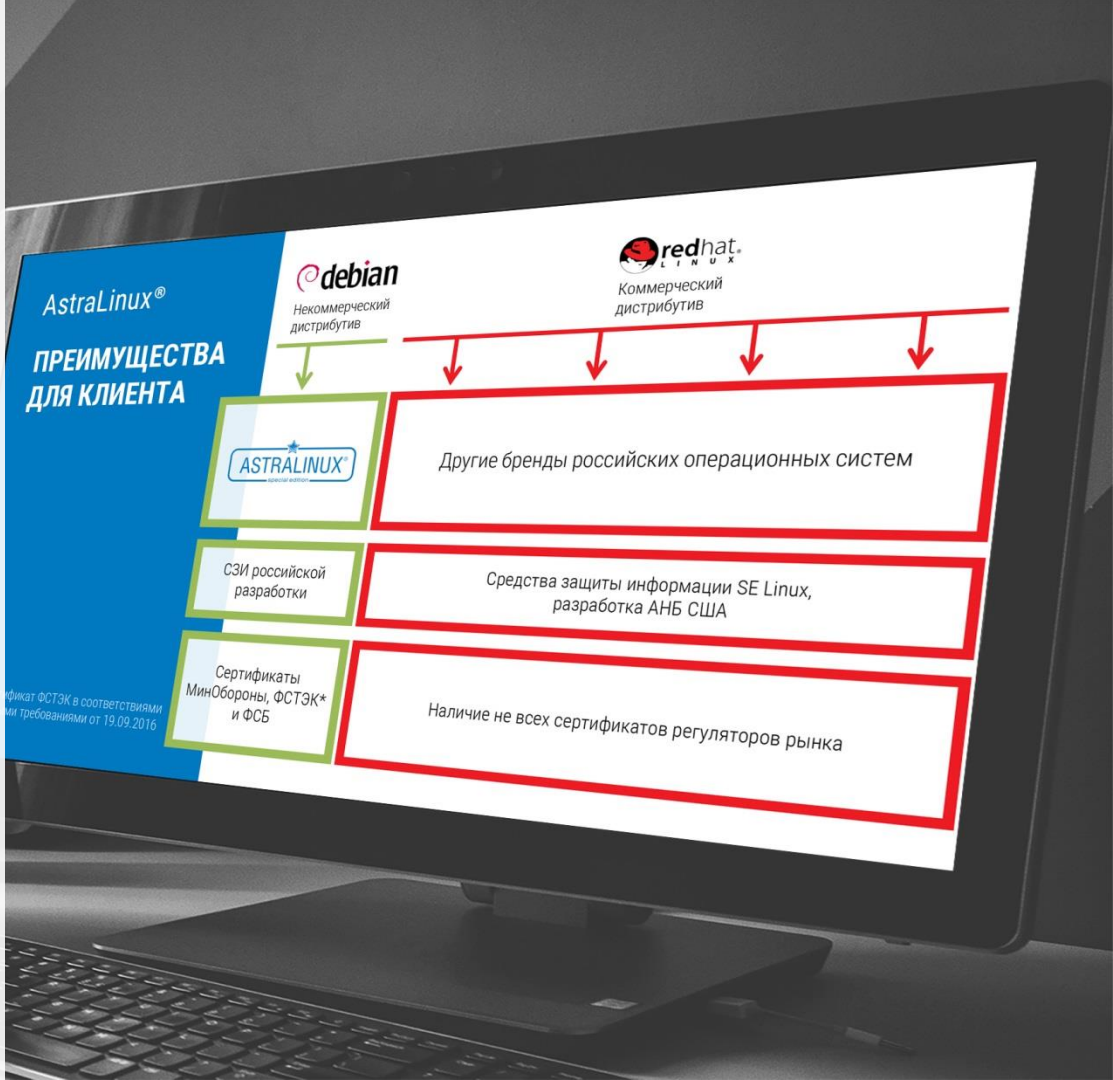 AstraLinux®
ПРЕИМУЩЕСТВА
ДЛЯ КЛИЕНТА
debian
Некоммерческий
дистрибутив
redhat.
LINUX
Коммерческий
дистрибутив
ASTRALINUX®
special edition
Другие бренды российских операционных систем
СЗИ российской
разработки
Средства защиты информации SE Linux,
разработка АНБ США
Сертификаты
МинОбороны, ФСТЭК*
и ФСБ
Наличие не всех сертификатов регуляторов рынка
ФСТЭК в соответствиями
требованиями от 19.09.2016